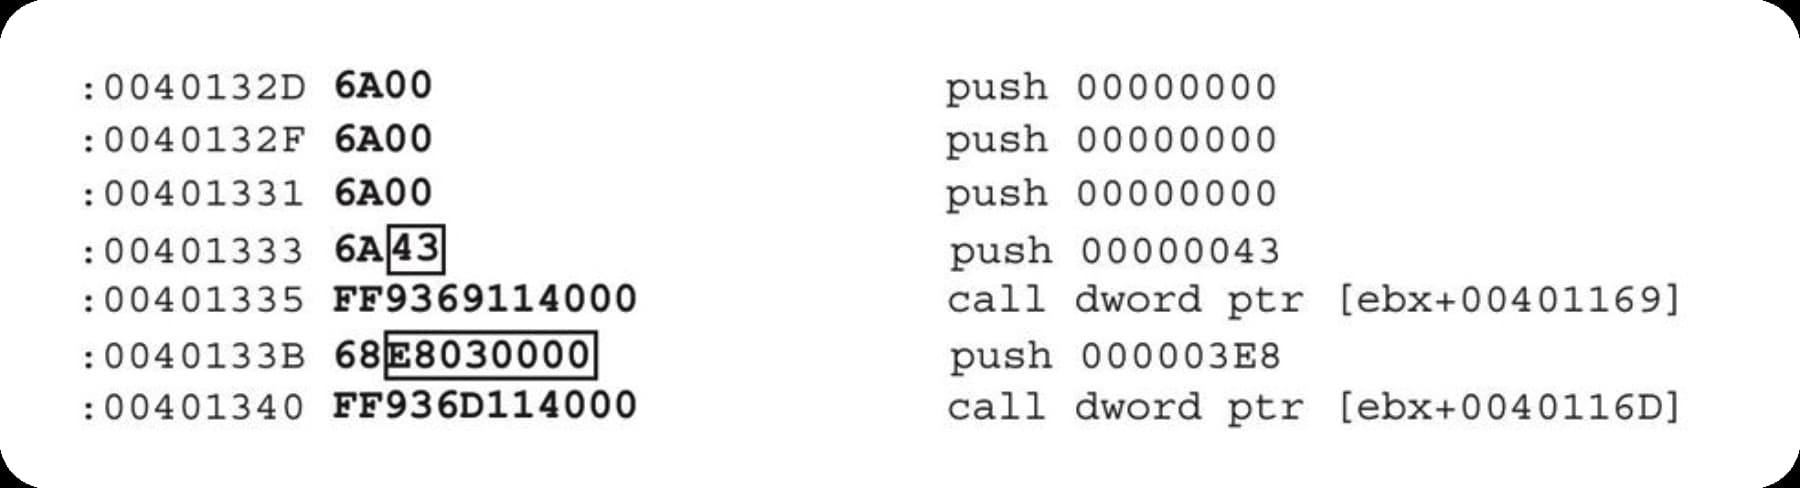 :0040132D 6A00 push 00000000
:0040132F 6A00 push 00000000
:00401331 6A00 push 00000000
:00401333 6A43 push 00000043
:00401335 FF9369114000 call dword ptr [ebx+00401169]
:0040133B 68E8030000 push 000003E8
:00401340 FF936D114000 call dword ptr [ebx+0040116D]